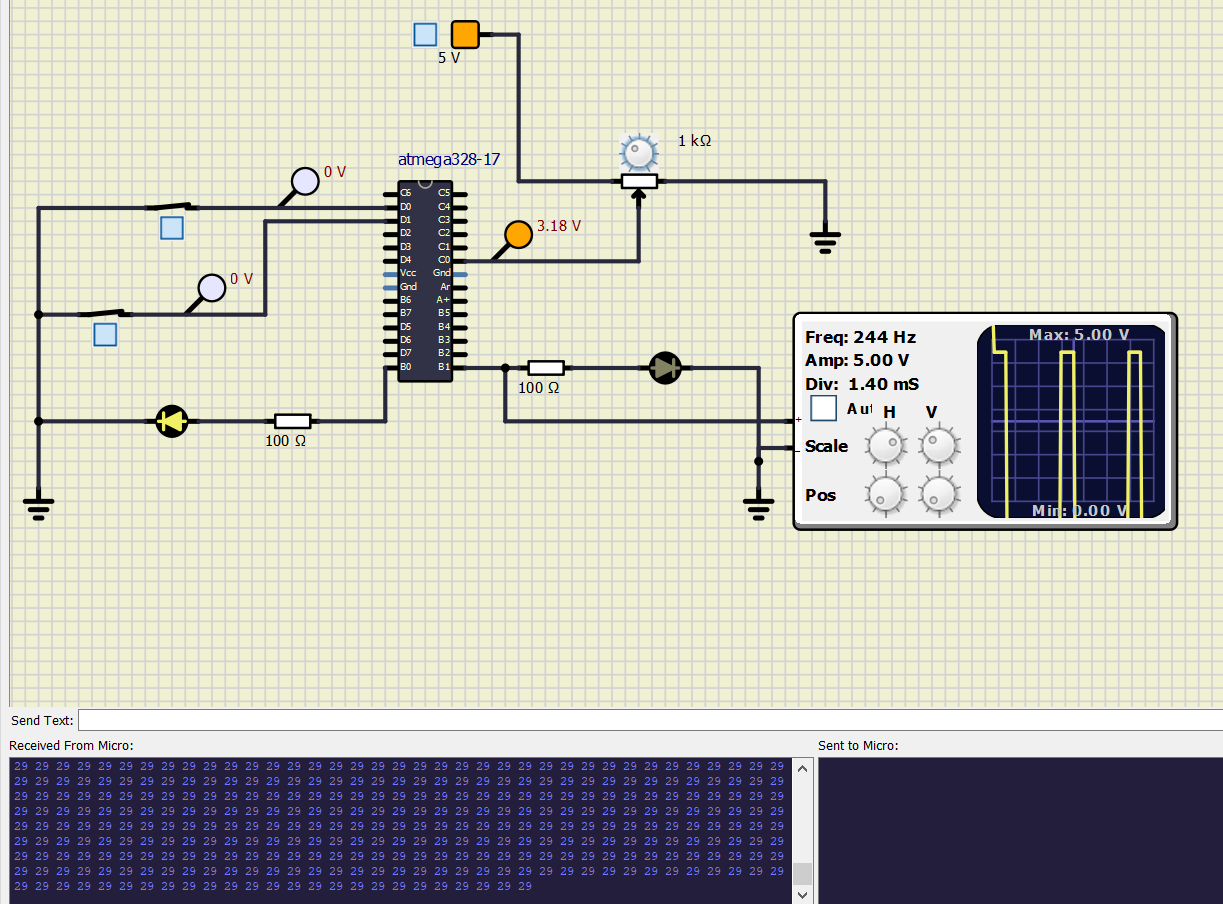 5 V
1 kΩ
atmega328-17
0 V
3.18 V
0 V
C6 C5
D0 C4
D1 C3
D2 C2
D3 C1
D4 C0
Vcc Gnd
Gnd Ar
B6 A+
B7 B5
D5 B4
D6 B3
D7 B2
B0 B1
100 Ω
100 Ω
Freq: 244 Hz
Amp: 5.00 V
Div: 1.40 mS
Aut H V
Scale
Pos
+
-
Max: 5.00 V
Min: 0.00 V
Send Text:
Received From Micro:
Sent to Micro:
29 29 29 29 29 29 29 29 29 29 29 29 29 29 29 29 29 29 29 29 29 29 29 29 29 29 29 29 29 29 29 29 29 29 29 29 29
29 29 29 29 29 29 29 29 29 29 29 29 29 29 29 29 29 29 29 29 29 29 29 29 29 29 29 29 29 29 29 29 29 29 29 29 29
29 29 29 29 29 29 29 29 29 29 29 29 29 29 29 29 29 29 29 29 29 29 29 29 29 29 29 29 29 29 29 29 29 29 29 29 29
29 29 29 29 29 29 29 29 29 29 29 29 29 29 29 29 29 29 29 29 29 29 29 29 29 29 29 29 29 29 29 29 29 29 29 29 29
29 29 29 29 29 29 29 29 29 29 29 29 29 29 29 29 29 29 29 29 29 29 29 29 29 29 29 29 29 29 29 29 29 29 29 29 29
29 29 29 29 29 29 29 29 29 29 29 29 29 29 29 29 29 29 29 29 29 29 29 29 29 29 29 29 29 29 29 29 29 29 29 29 29
29 29 29 29 29 29 29 29 29 29 29 29 29 29 29 29 29 29 29 29 29 29 29 29 29 29 29 29 29 29 29 29 29 29 29 29 29
29 29 29 29 29 29 29 29 29 29 29 29 29 29 29 29 29 29 29 29 29 29 29 29 29 29 29 29 29 29 29 29 29 29 29 29 29
29 29 29 29 29 29 29 29 29 29 29 29 29 29 29 29 29 29 29 29 29 29 29 29 29